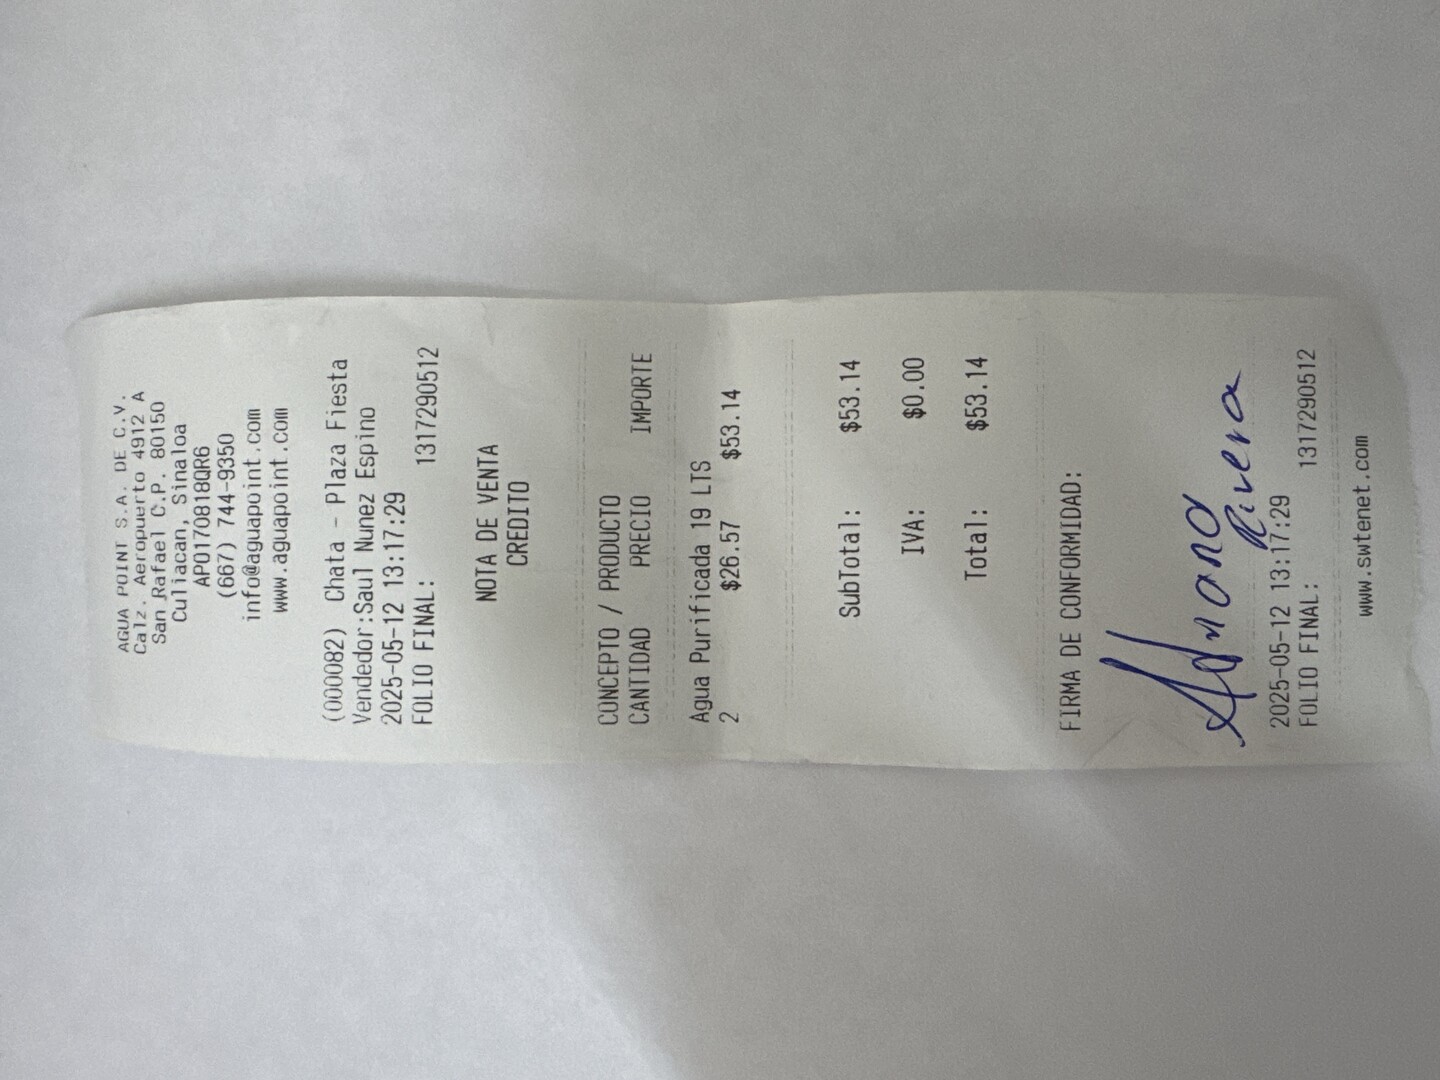 AGUA POINT S.A. DE C.V.
Calz. Aeropuerto 4912 A
San Rafael C.P. 80150
Culiacan, Sinaloa
APO170818QR6
(667) 744-9350
info@aguapoint.com
www.aguapoint.com
(000082) Chata - Plaza Fiesta
Vendedor:Saul Nunez Espino
2025-05-12 13:17:29
FOLIO FINAL: 1317290512
NOTA DE VENTA
CREDITO
CONCEPTO / PRODUCTO
CANTIDAD PRECIO IMPORTE
Agua Purificada 19 LTS
2 $26.57 $53.14
SubTotal: $53.14
IVA: $0.00
Total: $53.14
FIRMA DE CONFORMIDAD:
Rivera
2025-05-12 13:17:29
FOLIO FINAL: 1317290512
www.swtenet.com